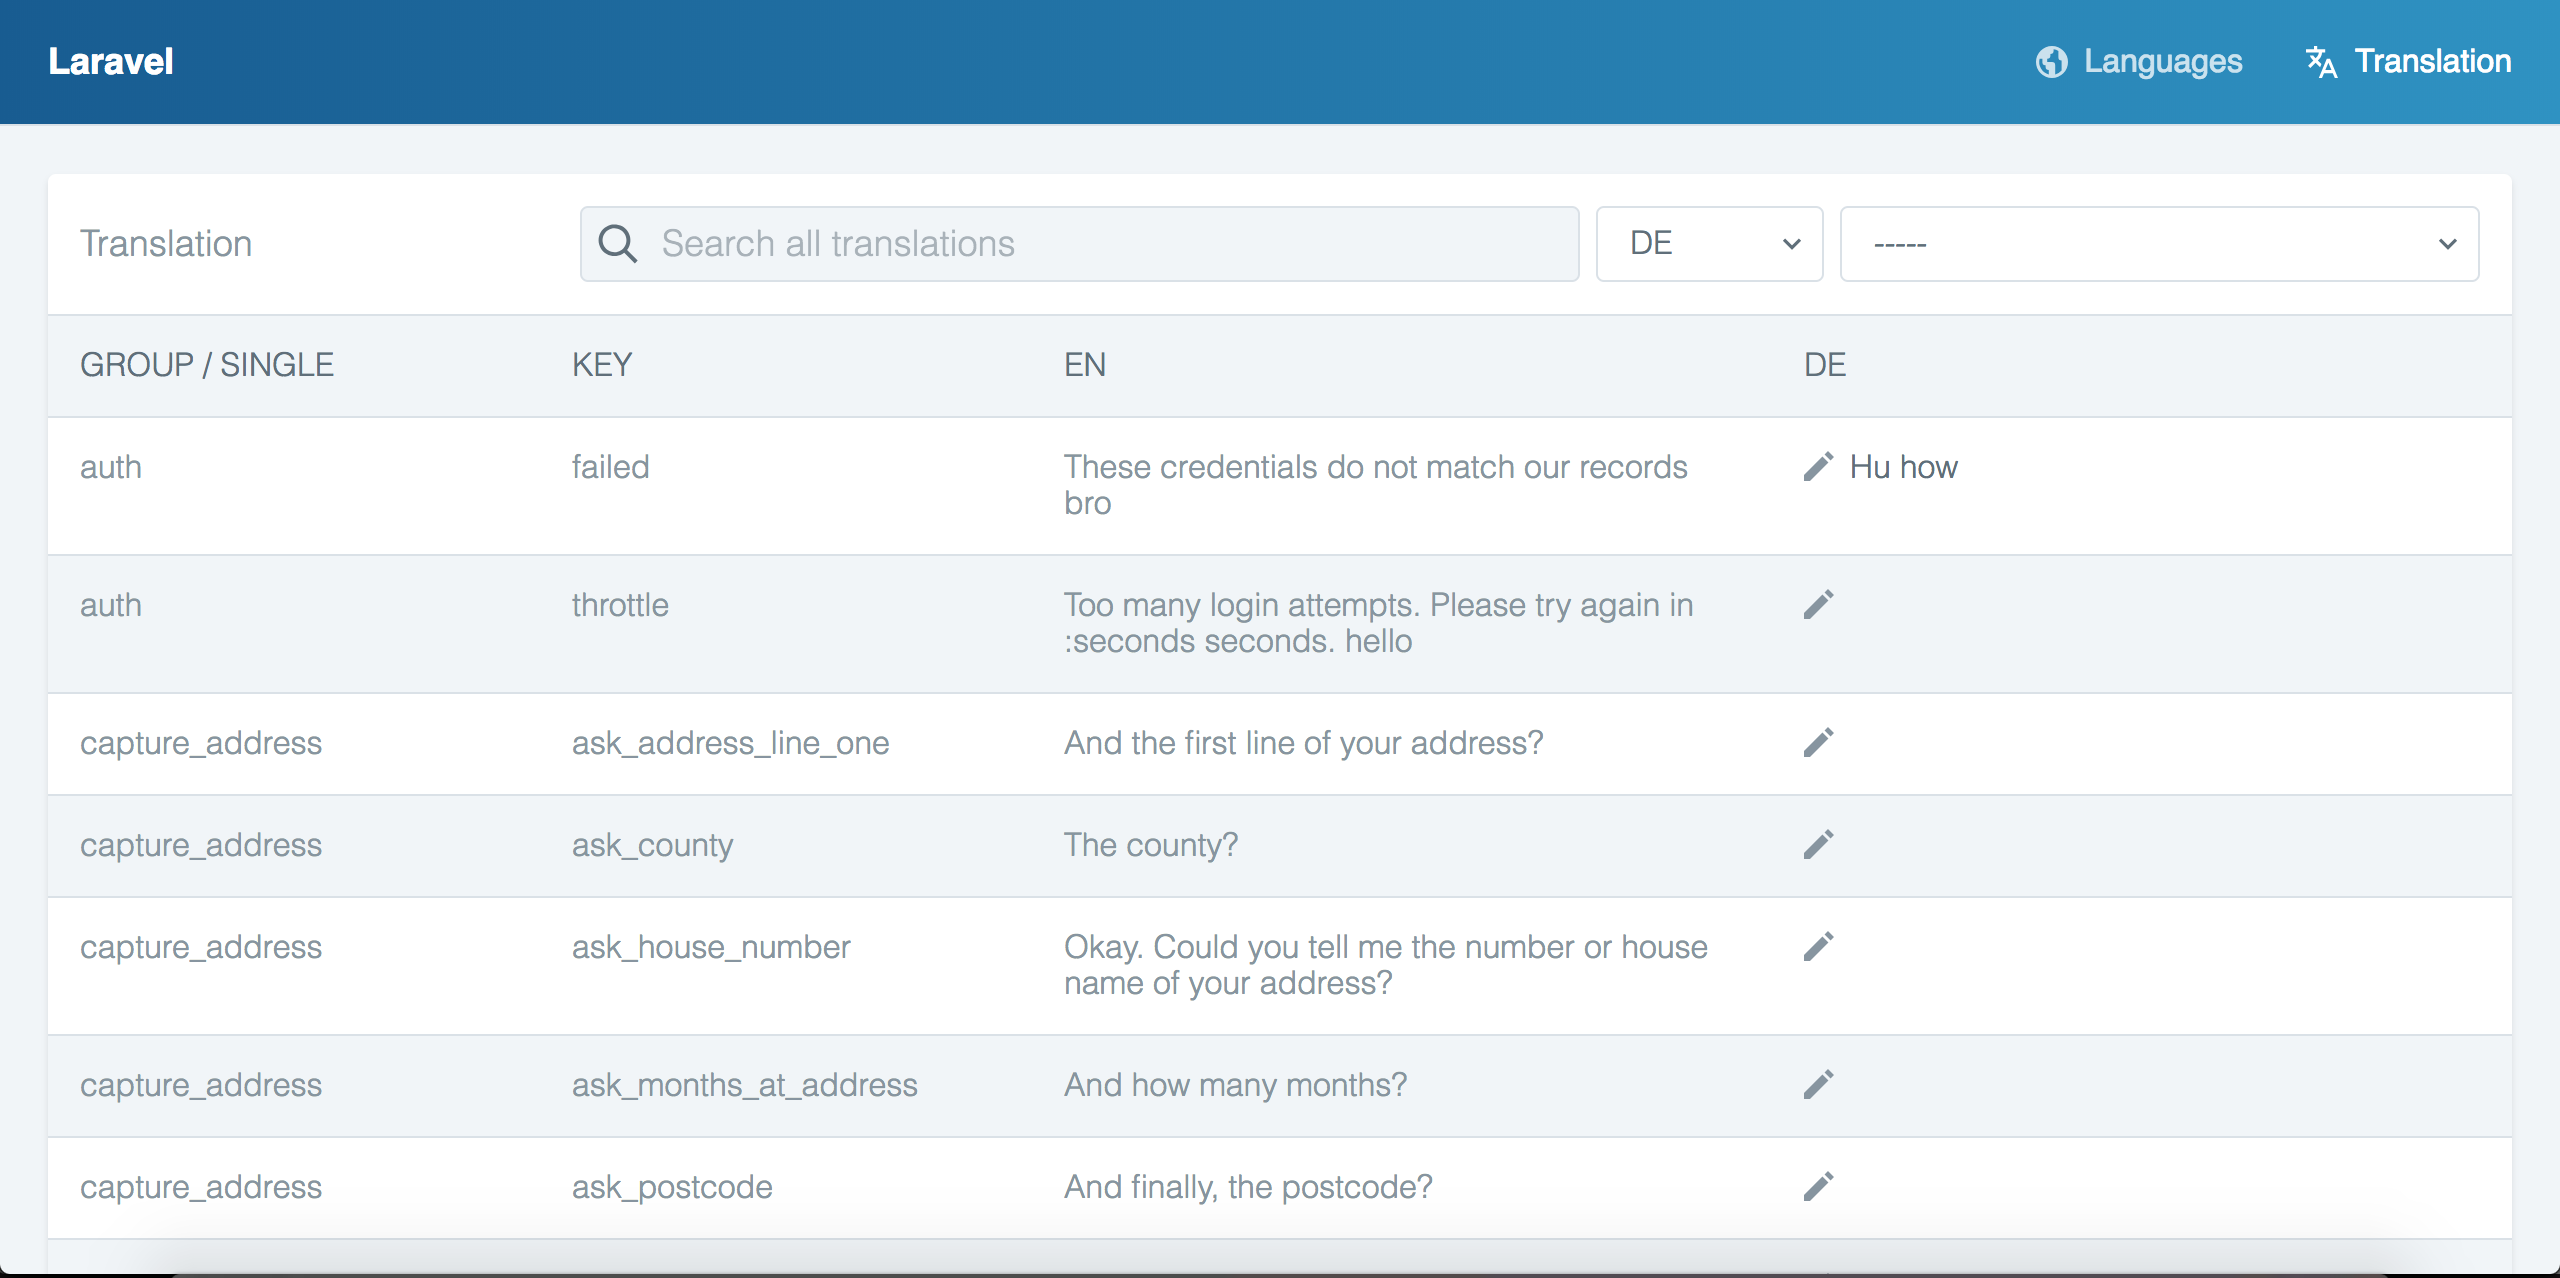 Laravel
Languages
Translation
Translation
Search all translations
DE
-----
GROUP / SINGLE
KEY
EN
DE
auth
failed
These credentials do not match our records
bro
Hu how
auth
throttle
Too many login attempts. Please try again in
:seconds seconds. hello
capture_address
ask_address_line_one
And the first line of your address?
capture_address
ask_county
The county?
capture_address
ask_house_number
Okay. Could you tell me the number or house
name of your address?
capture_address
ask_months_at_address
And how many months?
capture_address
ask_postcode
And finally, the postcode?